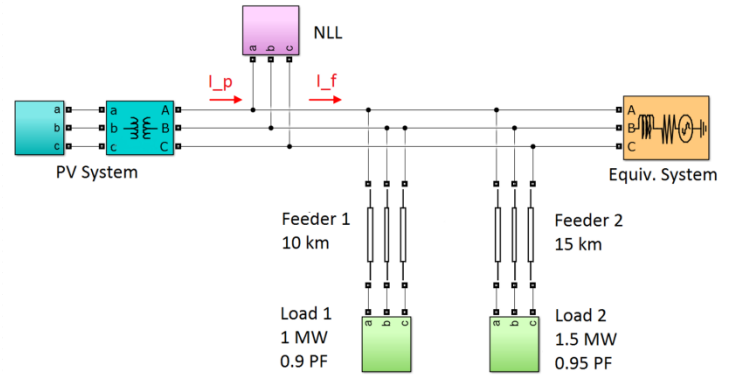 NLL
a b c
I_p
I_f
a
b
c
a
b
c
A
B
C
PV System
A
B
C
Equiv. System
Feeder 1
10 km
Feeder 2
15 km
Load 1
1 MW
0.9 PF
a b c
Load 2
1.5 MW
0.95 PF
a b c